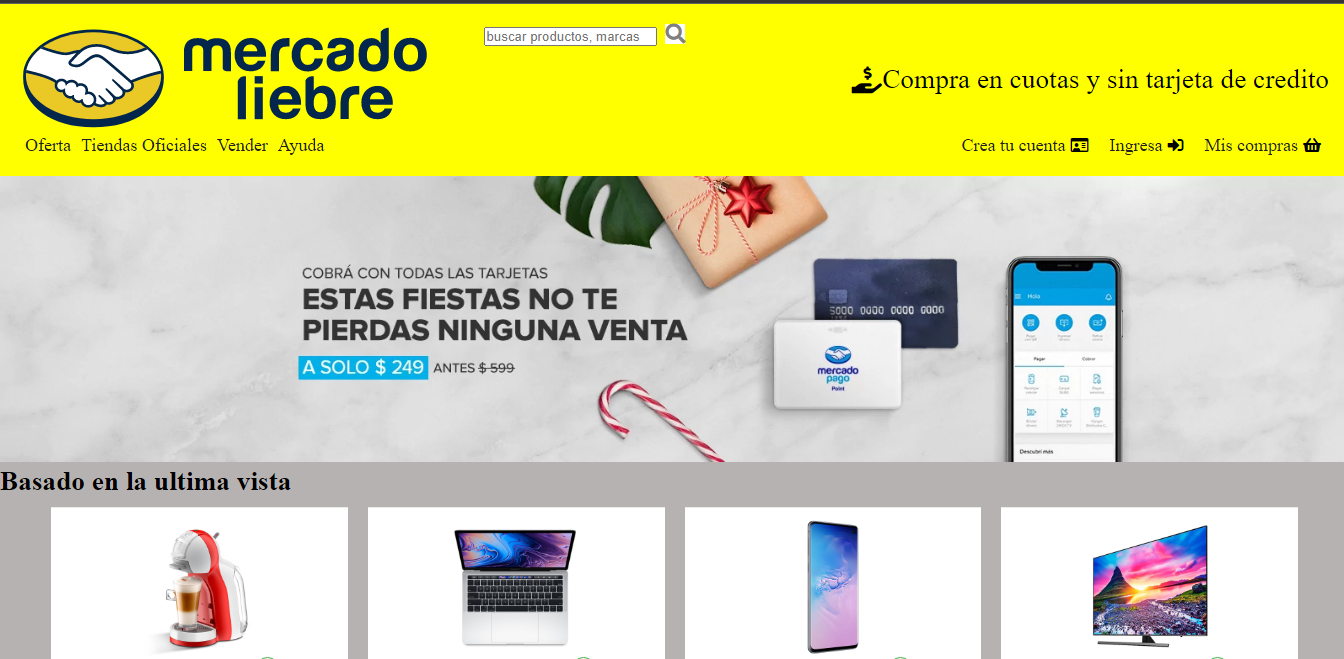 mercado
liebre
buscar productos, marcas
Compra en cuotas y sin tarjeta de credito
Oferta Tiendas Oficiales Vender Ayuda
Crea tu cuenta Ingresa Mis compras
COBRÁ CON TODAS LAS TARJETAS
ESTAS FIESTAS NO TE
PIERDAS NINGUNA VENTA
A SOLO $ 249 ANTES $ 599
5000 0000 0000 0000
mercado
pago
Point
Hola
Pagar Cobrar
Descubrí más
Basado en la ultima vista